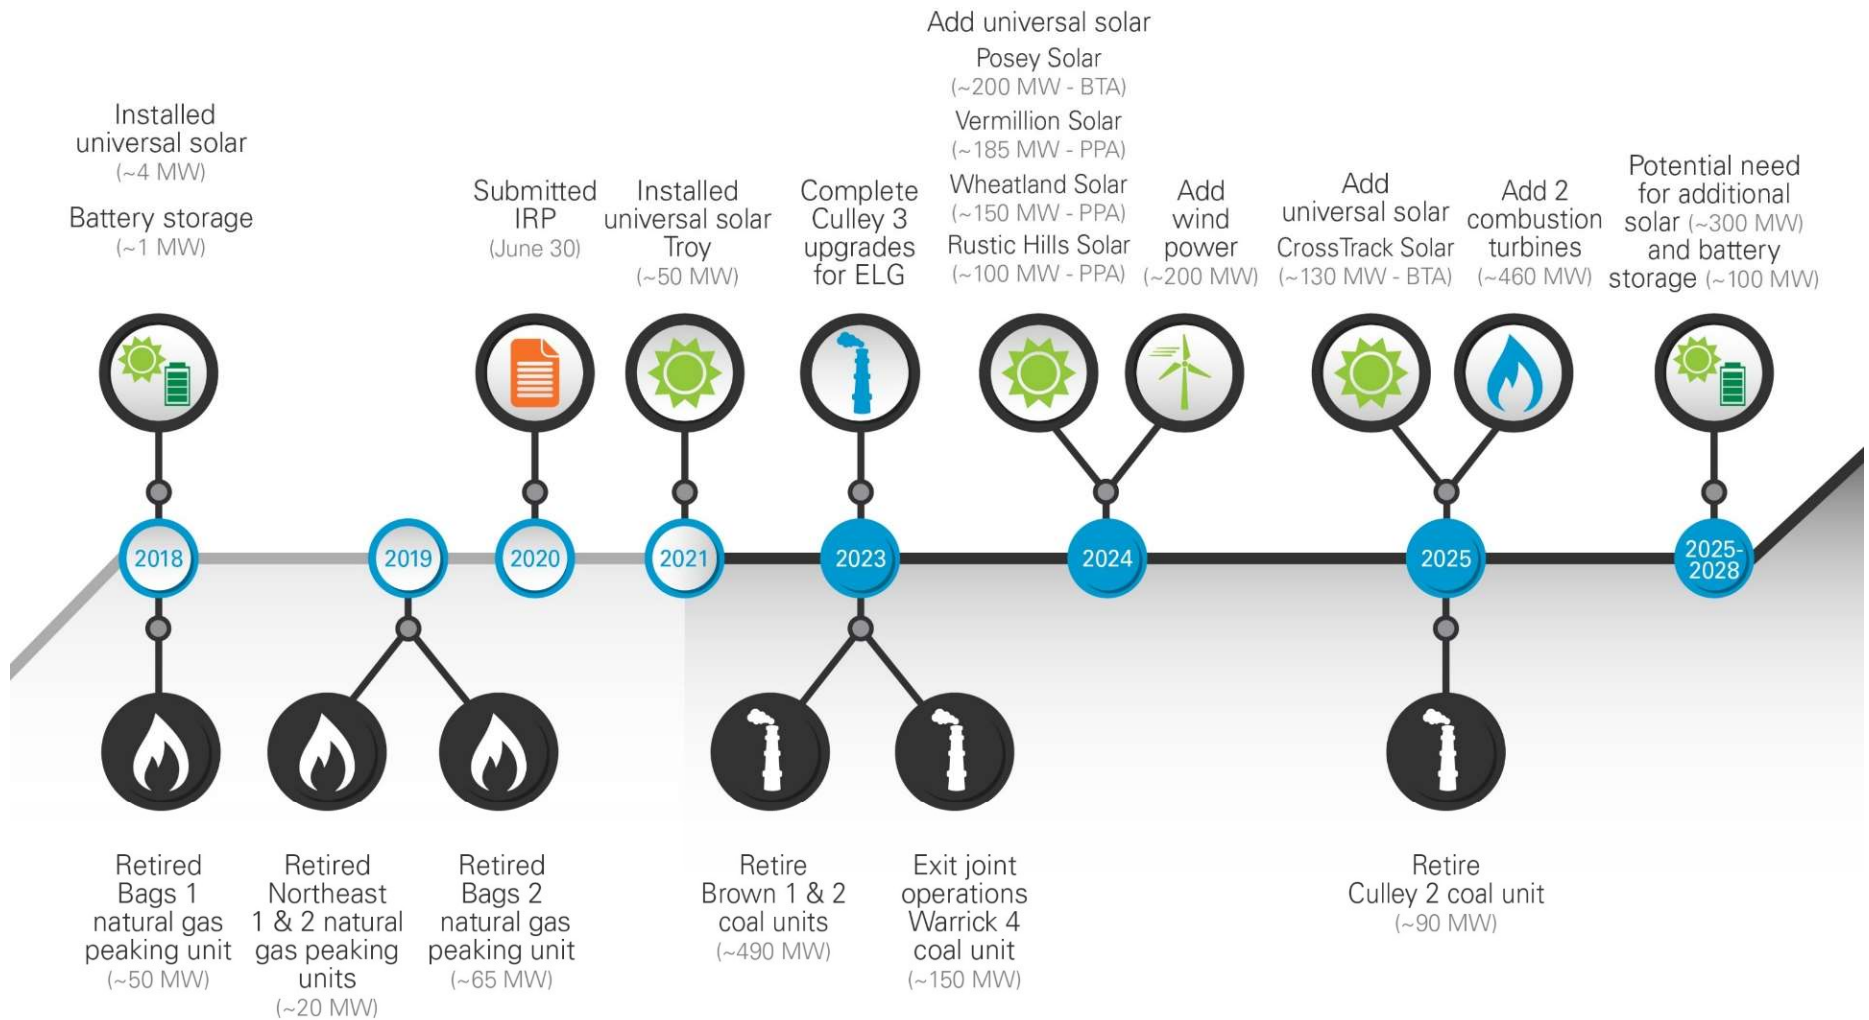 Installed
universal solar
(~4 MW)
Battery storage
(~1 MW)
Submitted
IRP
(June 30)
Installed
universal solar
Troy
(~50 MW)
Complete
Culley 3
upgrades
for ELG
Add universal solar
Posey Solar
(~200 MW - BTA)
Vermillion Solar
(~185 MW - PPA)
Wheatland Solar
(~150 MW - PPA)
Rustic Hills Solar
(~100 MW - PPA)
Add
wind
power
(~200 MW)
Add
universal solar
CrossTrack Solar
(~130 MW - BTA)
Add 2
combustion
turbines
(~460 MW)
Potential need
for additional
solar (~300 MW)
and battery
storage (~100 MW)
2018
2019
2020
2021
2023
2024
2025
2025-
2028
Retired
Bags 1
natural gas
peaking unit
(~50 MW)
Retired
Northeast
1 & 2 natural
gas peaking
units
(~20 MW)
Retired
Bags 2
natural gas
peaking unit
(~65 MW)
Retire
Brown 1 & 2
coal units
(~490 MW)
Exit joint
operations
Warrick 4
coal unit
(~150 MW)
Retire
Culley 2 coal unit
(~90 MW)